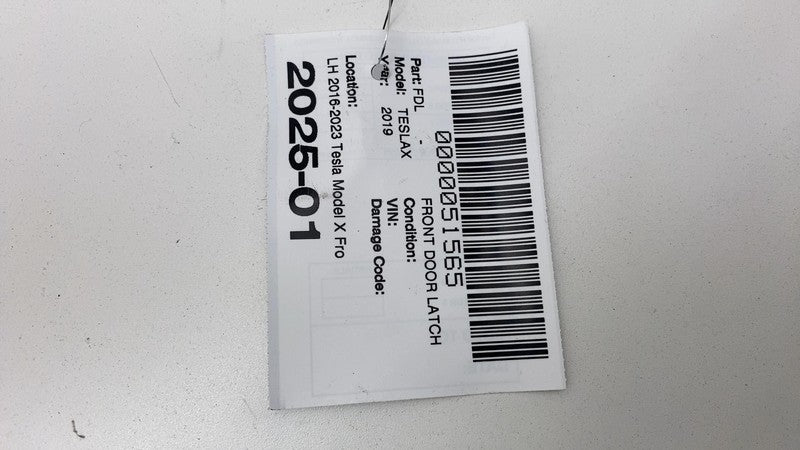 0000051565
Part: FDL - FRONT DOOR LATCH
Model: TESLAX Condition:
Year: 2019 VIN:
Damage Code:
Location:
LH 2016-2023 Tesla Model X Fro
2025-01